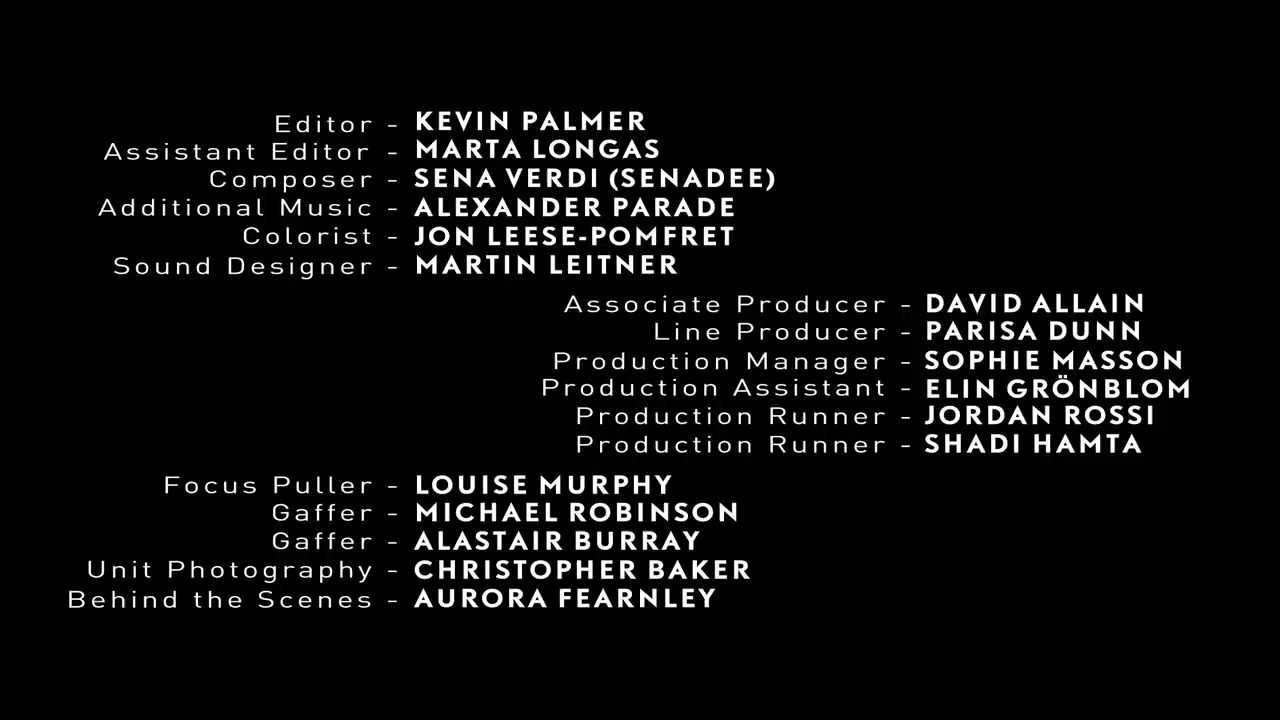 Editor - KEVIN PALMER
Assistant Editor - MARTA LONGAS
Composer - SENA VERDI (SENADEE)
Additional Music - ALEXANDER PARADE
Colorist - JON LEESE-POMFRET
Sound Designer - MARTIN LEITNER
Associate Producer - DAVID ALLAIN
Line Producer - PARISA DUNN
Production Manager - SOPHIE MASSON
Production Assistant - ELIN GRÖNBLOM
Production Runner - JORDAN ROSSI
Production Runner - SHADI HAMTA
Focus Puller - LOUISE MURPHY
Gaffer - MICHAEL ROBINSON
Gaffer - ALASTAIR BURRAY
Unit Photography - CHRISTOPHER BAKER
Behind the Scenes - AURORA FEARNLEY